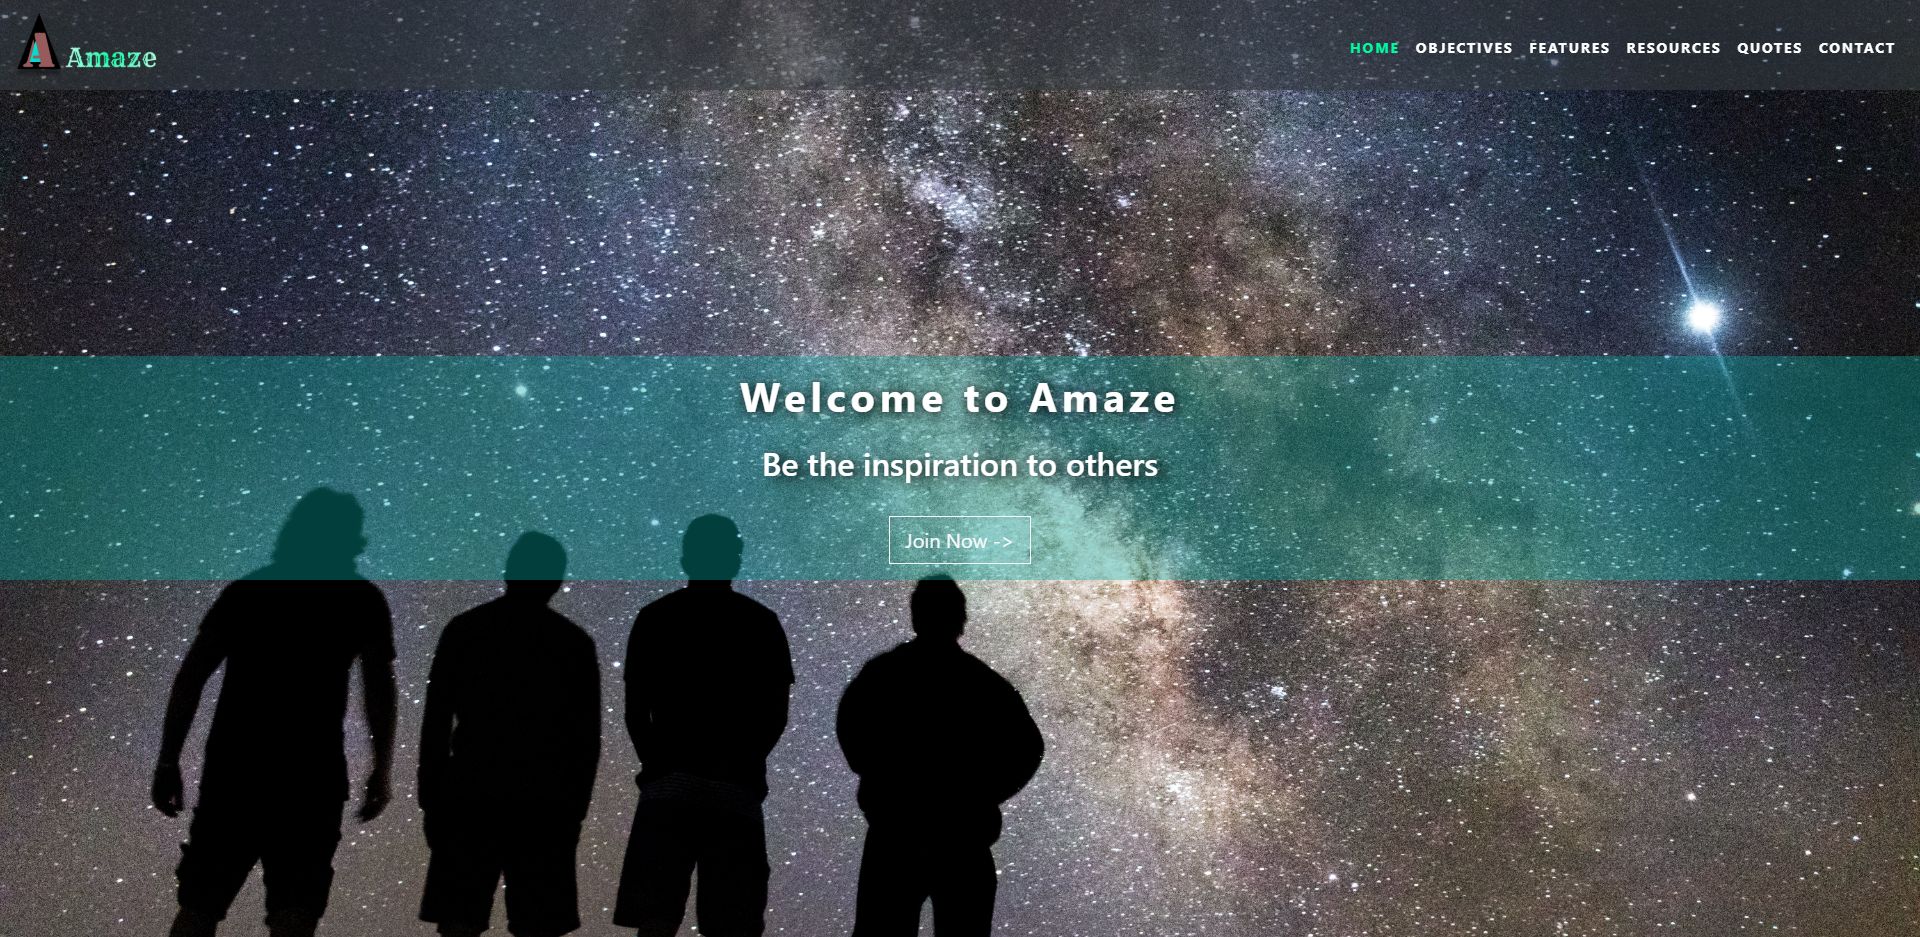 A Amaze
HOME OBJECTIVES FEATURES RESOURCES QUOTES CONTACT
Welcome to Amaze
Be the inspiration to others
Join Now ->